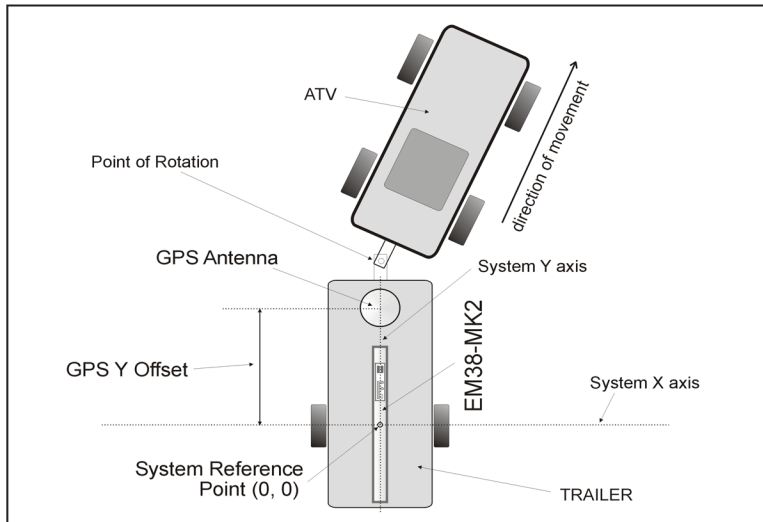 ATV
direction of movement
Point of Rotation
GPS Antenna
System Y axis
EM38-MK2
GPS Y Offset
System X axis
System Reference
Point (0, 0)
TRAILER